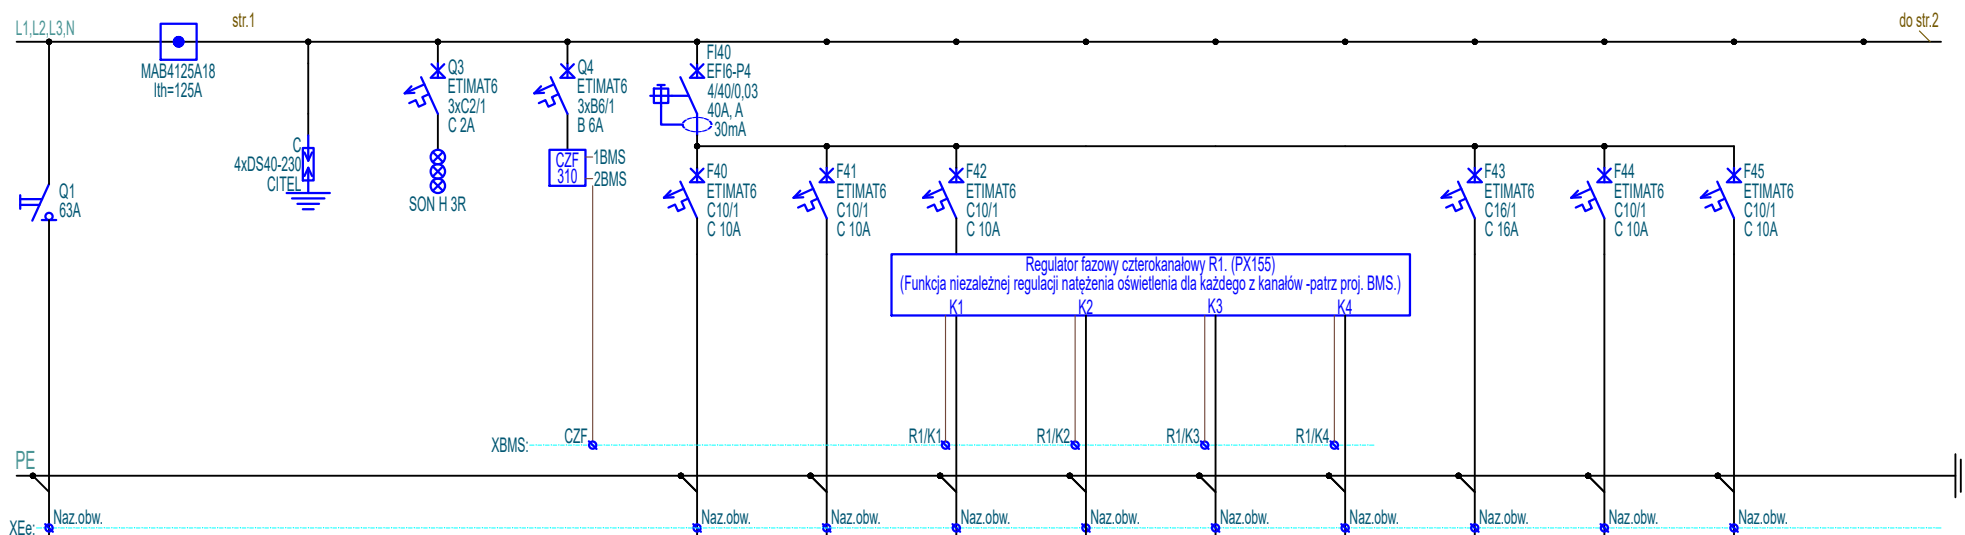 L1,L2,L3,N
str.1
do str.2
MAB4125A18
Ith=125A
Q1
63A
C
4xDS40-230
CITEL
Q3
ETIMAT6
3xC2/1
C 2A
SON H 3R
Q4
ETIMAT6
3xB6/1
B 6A
CZF
310
1BMS
2BMS
FI40
EFI6-P4
4/40/0,03
40A, A
30mA
F40
ETIMAT6
C10/1
C 10A
F41
ETIMAT6
C10/1
C 10A
F42
ETIMAT6
C10/1
C 10A
F43
ETIMAT6
C16/1
C 16A
F44
ETIMAT6
C10/1
C 10A
F45
ETIMAT6
C10/1
C 10A
Regulator fazowy czterokanałowy R1. (PX155)
(Funkcja niezależnej regulacji natężenia oświetlenia dla każdego z kanałów -patrz proj. BMS.)
K1
K2
K3
K4
XBMS:
CZF
R1/K1
R1/K2
R1/K3
R1/K4
PE
XEe:
Naz.obw.
Naz.obw.
Naz.obw.
Naz.obw.
Naz.obw.
Naz.obw.
Naz.obw.
Naz.obw.
Naz.obw.
Naz.obw.